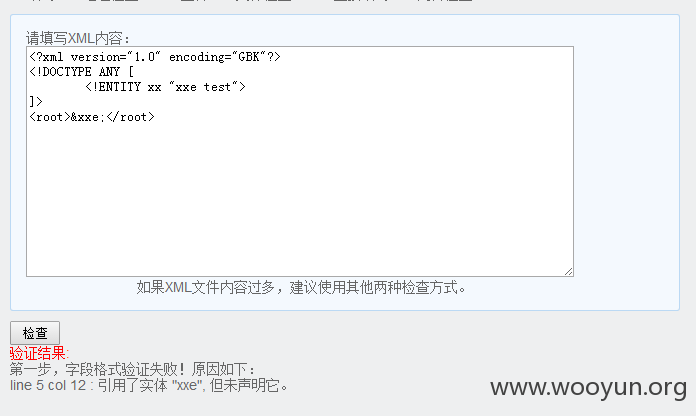 请填写XML内容：
<?xml version="1.0" encoding="GBK"?>
<!DOCTYPE ANY [
<!ENTITY xx "xxe test">
]>
<root>&xxe;</root>
如果XML文件内容过多，建议使用其他两种检查方式。
检查
验证结果:
第一步，字段格式验证失败！原因如下：
line 5 col 12 : 引用了实体 "xxe", 但未声明它。
www.wooyun.org